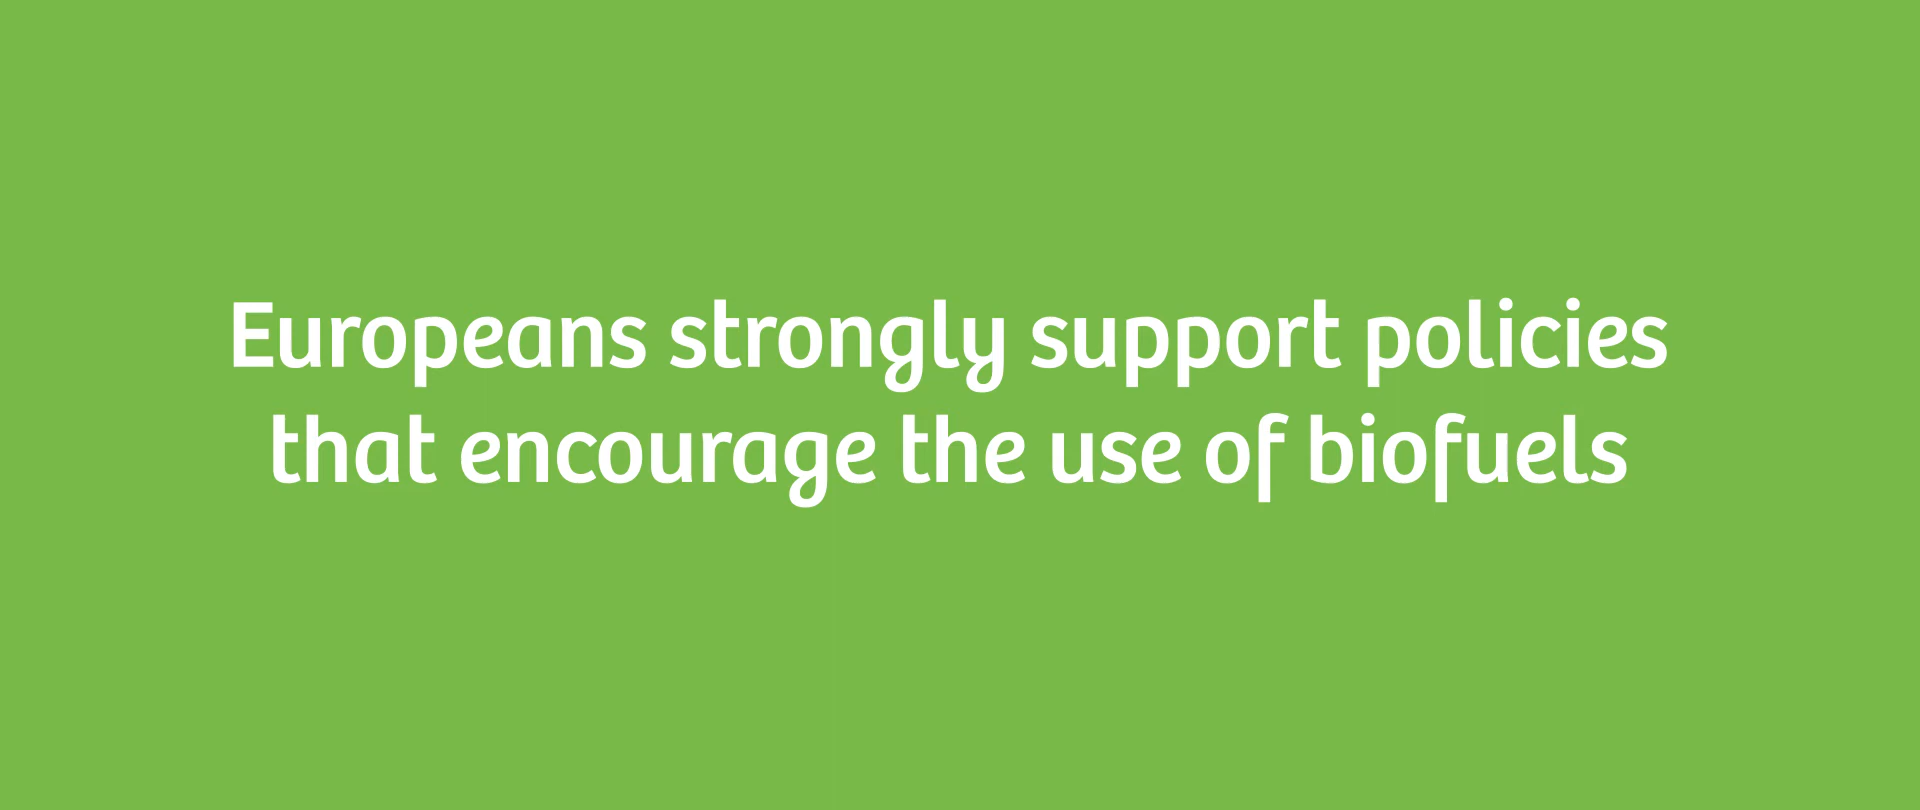 Europeans strongly support policies
that encourage the use of biofuels